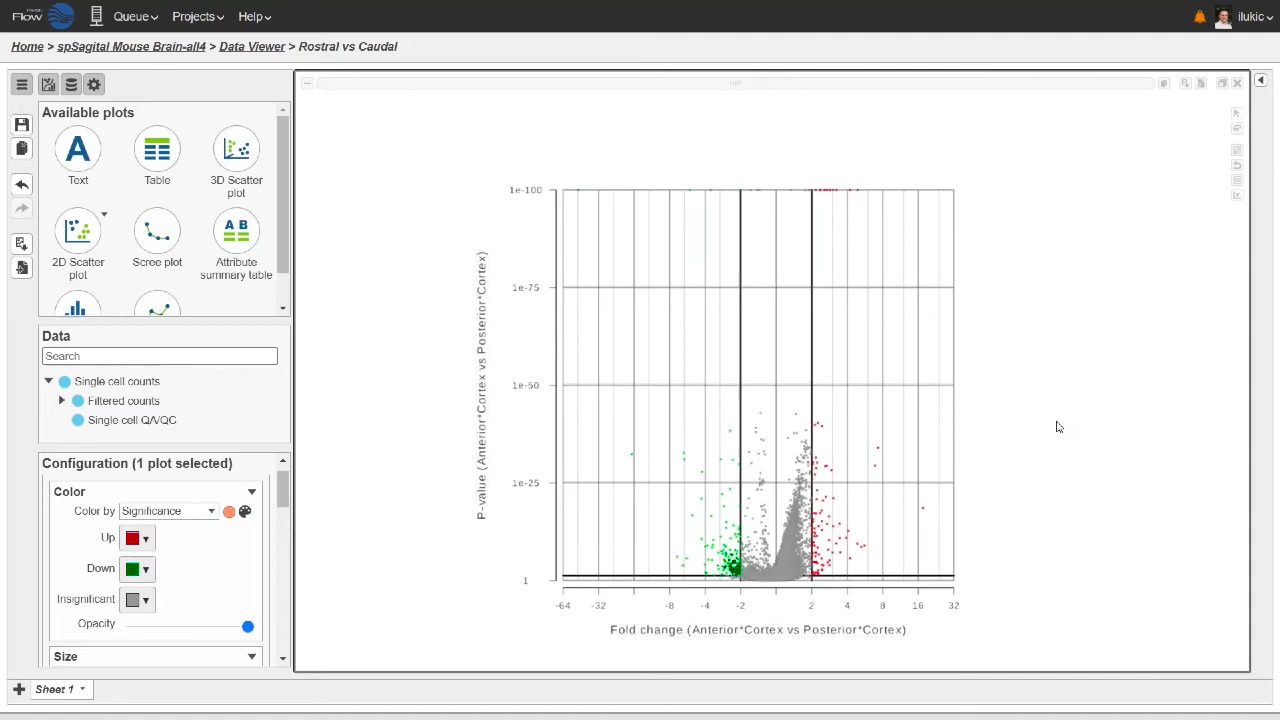 Flow Queue Projects Help ilukic
Home > spSagital Mouse Brain-all4 > Data Viewer > Rostral vs Caudal
Available plots
A
Text
Table
3D Scatter
plot
2D Scatter
plot
Scree plot
A B
Attribute
summary table
Data
Search
Single cell counts
Filtered counts
Single cell QA/QC
Configuration (1 plot selected)
Color
Color by Significance
Up
Down
Insignificant
Opacity
Size
Sheet 1
P-value (Anterior*Cortex vs Posterior*Cortex)
1e-100
1e-75
1e-50
1e-25
1
-64 -32 -8 -4 -2 2 4 8 16 32
Fold change (Anterior*Cortex vs Posterior*Cortex)